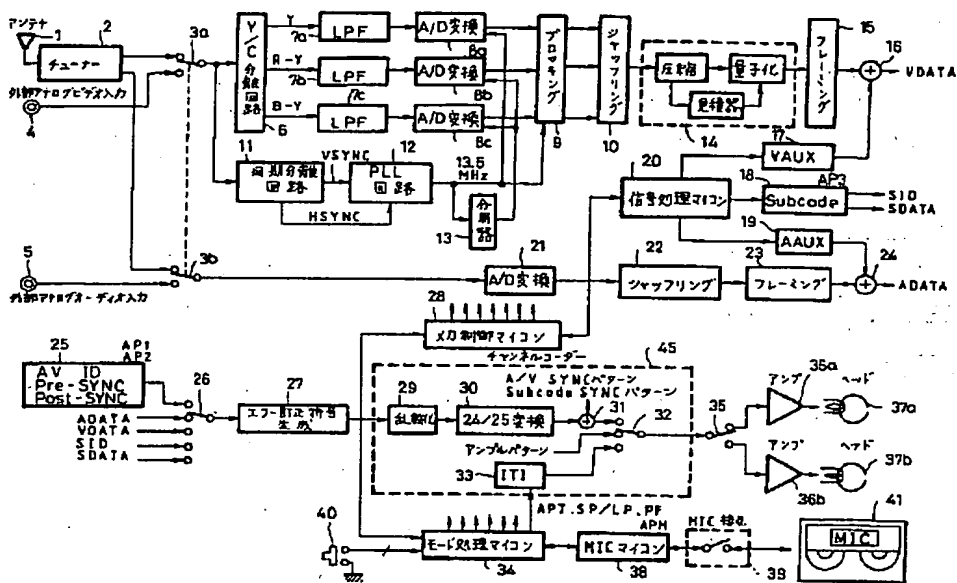 アンテナ
1
2
チューナー
3a
外部アナログビデオ入力
4
Y/C分離回路
6
Y
R-Y
B-Y
7a
7b
7c
LPF
LPF
LPF
A/D変換
A/D変換
A/D変換
8a
8b
8c
ブロッキング
9
シャッフリング
10
圧縮
量子化
見積器
14
15
フレーミング
16
VDATA
11
同期分離回路
VSYNC
HSYNC
12
PLL回路
13.5
MHz
分周器
13
20
信号処理マイコン
17
VAUX
18
AP3
Subcode
SID
SDATA
19
AAUX
5
外部アナログオーディオ入力
3b
21
A/D変換
22
シャッフリング
23
フレーミング
24
ADATA
28
メカ制御マイコン
25
AP1
AP2
AV ID
Pre-SYNC
Post-SYNC
26
ADATA
VDATA
SID
SDATA
27
エラー訂正符号生成
チャンネルコーダー
45
A/V SYNCパターン
Subcode SYNCパターン
29
乱数化
30
24/25変換
31
32
アンブルパターン
33
ITI
35
アンプ
35a
ヘッド
37a
アンプ
36b
ヘッド
37b
APT.SP/LP.PF
40
モード処理マイコン
34
APM
MICマイコン
38
MIC接点
39
41
MIC